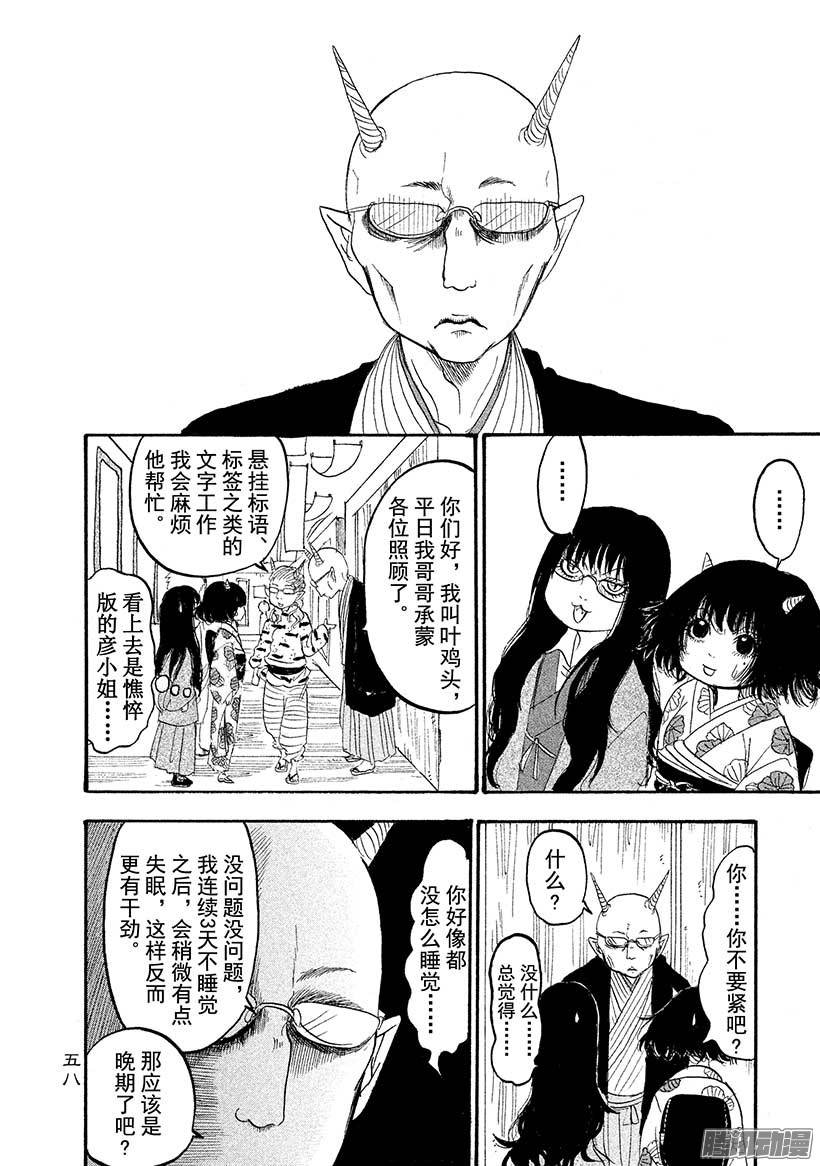 ……
……
你们好，我叫叶鸡头，
平日我哥哥承蒙
各位照顾了。
悬挂标语、
标签之类的
文字工作
我会麻烦
他帮忙。
看上去是憔悴
版的彦小姐……
你……你不要紧吧？
什么？
没什么……
总觉得……
你好像都
没怎么睡觉……
没问题没问题，
我连续3天不睡觉
之后，会稍微有点
失眠，这样反而
更有干劲。
那应该是
晚期了吧？
五八
腾讯动漫